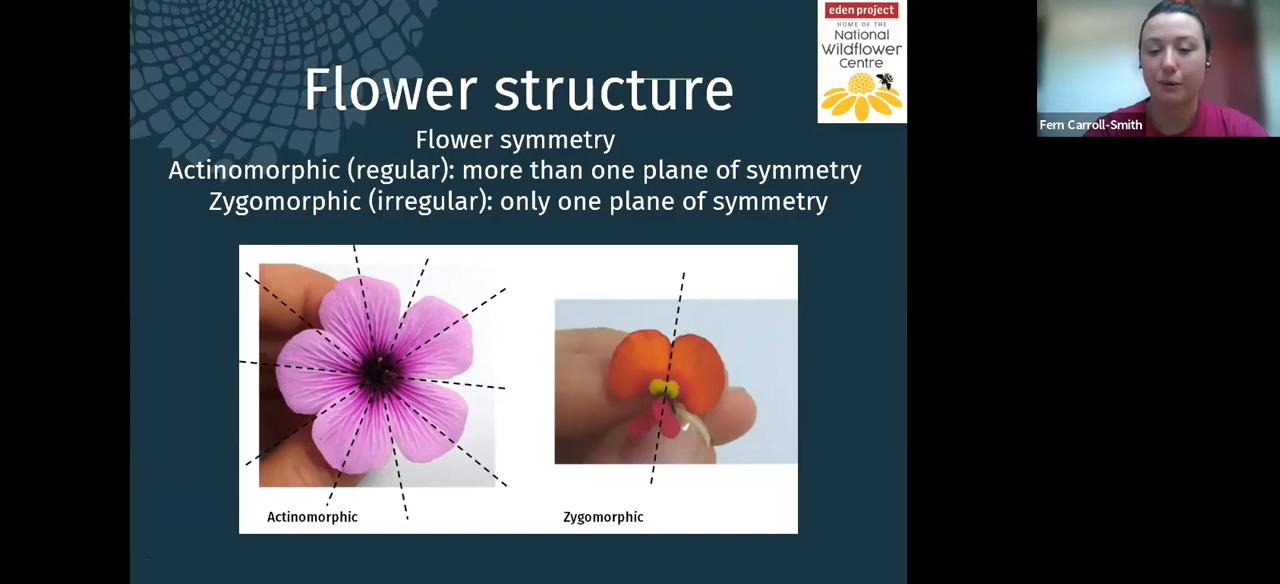 eden project
HOME OF THE
National
Wildflower
Centre
Flower structure
Flower symmetry
Actinomorphic (regular): more than one plane of symmetry
Zygomorphic (irregular): only one plane of symmetry
Actinomorphic
Zygomorphic
Fern Carroll-Smith